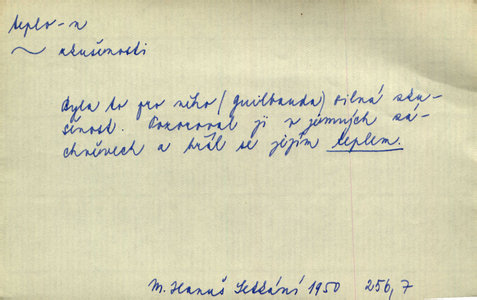 teplo-n
~ zkušenosti
Byla to pro něho (Guilbauda) silná zku-
šenost. Pozoroval ji v jemných zá-
chvěvech a hřál se jejím teplem.
M. Hanuš Setkání 1950 256,7